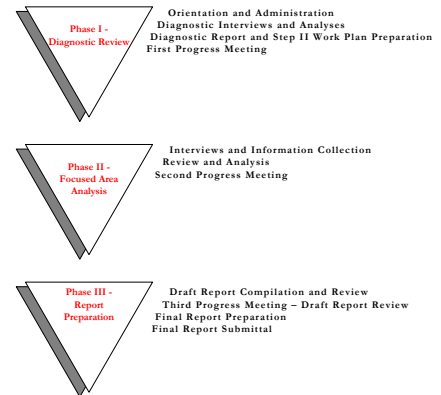 Phase I -
Diagnostic Review
Orientation and Administration
Diagnostic Interviews and Analyses
Diagnostic Report and Step II Work Plan Preparation
First Progress Meeting
Phase II -
Focused Area
Analysis
Interviews and Information Collection
Review and Analysis
Second Progress Meeting
Phase III -
Report
Preparation
Draft Report Compilation and Review
Third Progress Meeting – Draft Report Review
Final Report Preparation
Final Report Submittal